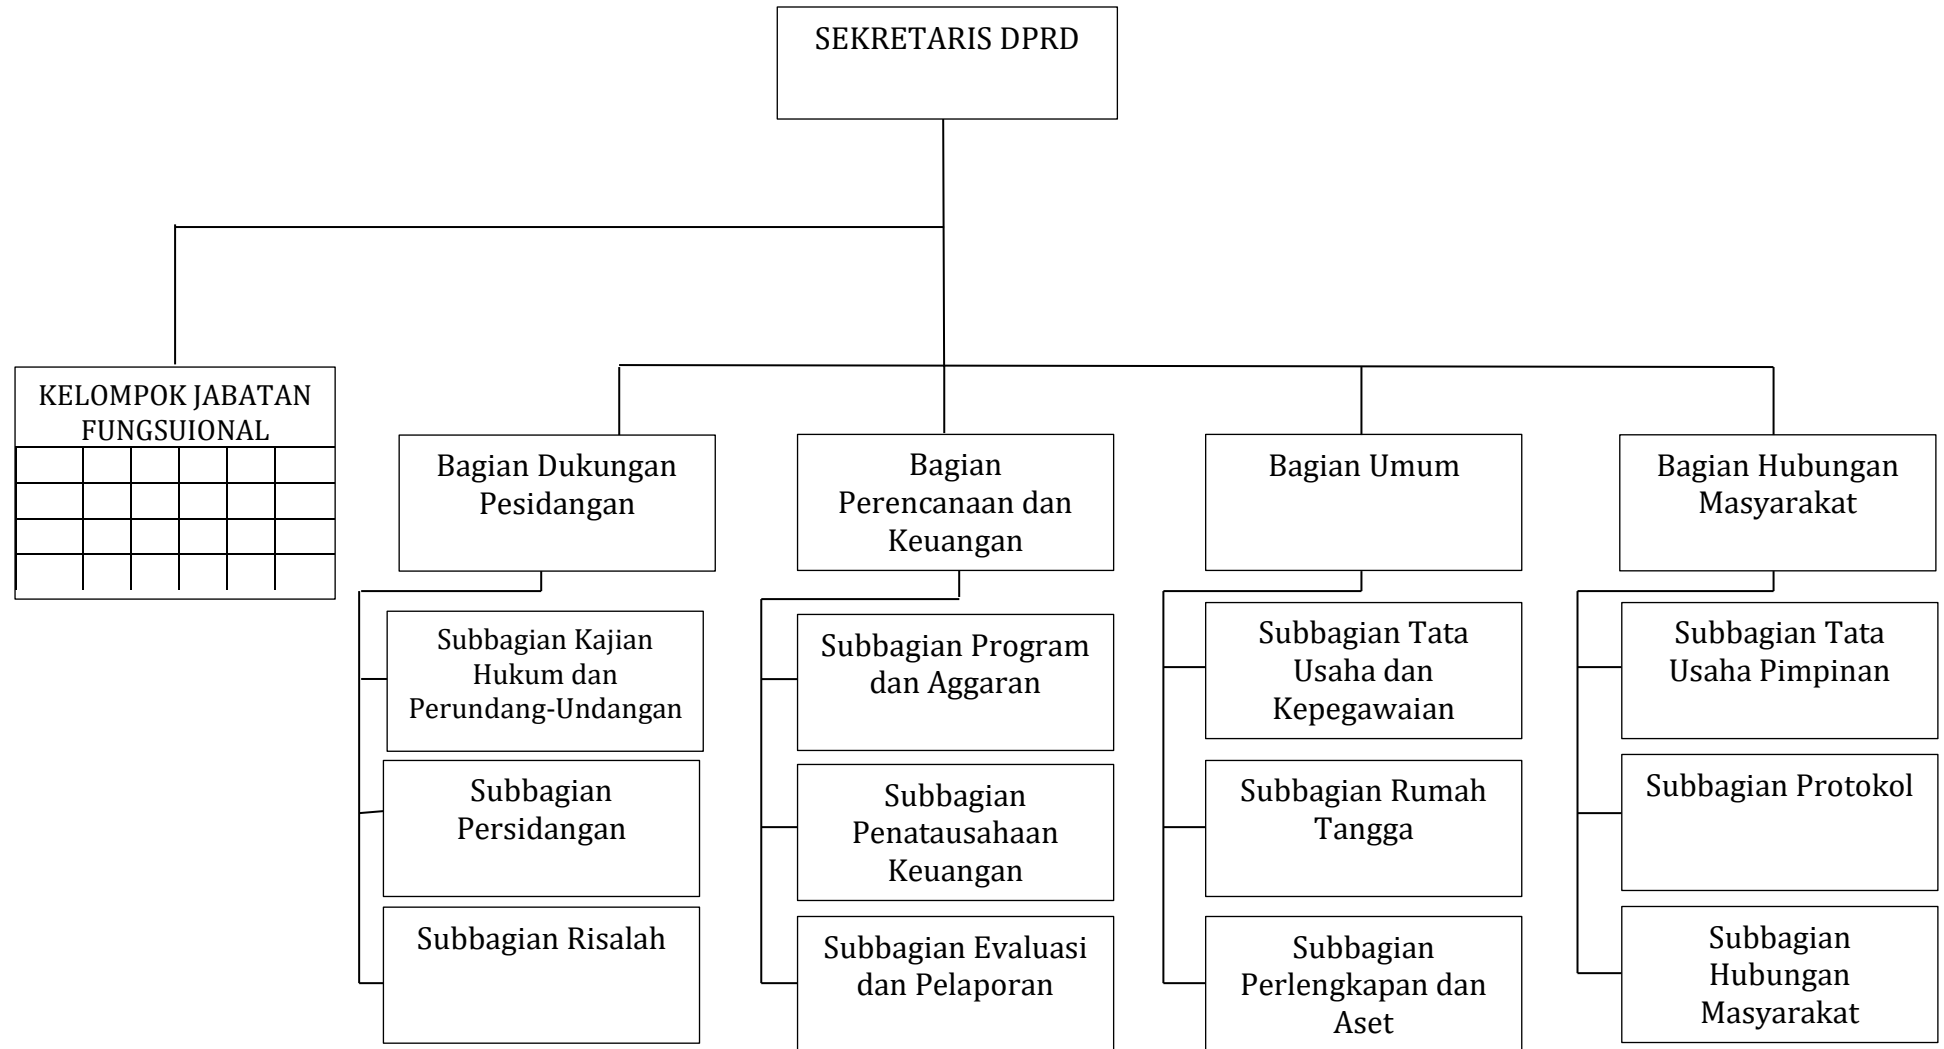 SEKRETARIS DPRD
KELOMPOK JABATAN
FUNGSUIONAL
Bagian Dukungan
Pesidangan
Bagian
Perencanaan dan
Keuangan
Bagian Umum
Bagian Hubungan
Masyarakat
Subbagian Kajian
Hukum dan
Perundang-Undangan
Subbagian Program
dan Aggaran
Subbagian Tata
Usaha dan
Kepegawaian
Subbagian Tata
Usaha Pimpinan
Subbagian
Persidangan
Subbagian
Penatausahaan
Keuangan
Subbagian Rumah
Tangga
Subbagian Protokol
Subbagian Risalah
Subbagian Evaluasi
dan Pelaporan
Subbagian
Perlengkapan dan
Aset
Subbagian
Hubungan
Masyarakat